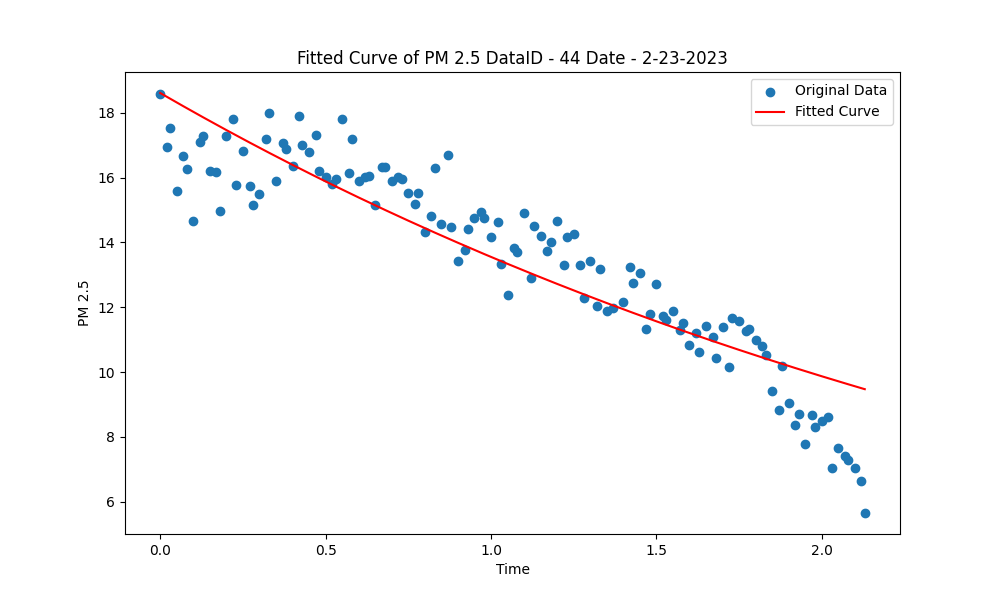 Fitted Curve of PM 2.5 DataID - 44 Date - 2-23-2023
Original Data
Fitted Curve
18
16
14
12
10
8
6
PM 2.5
0.0 0.5 1.0 1.5 2.0
Time